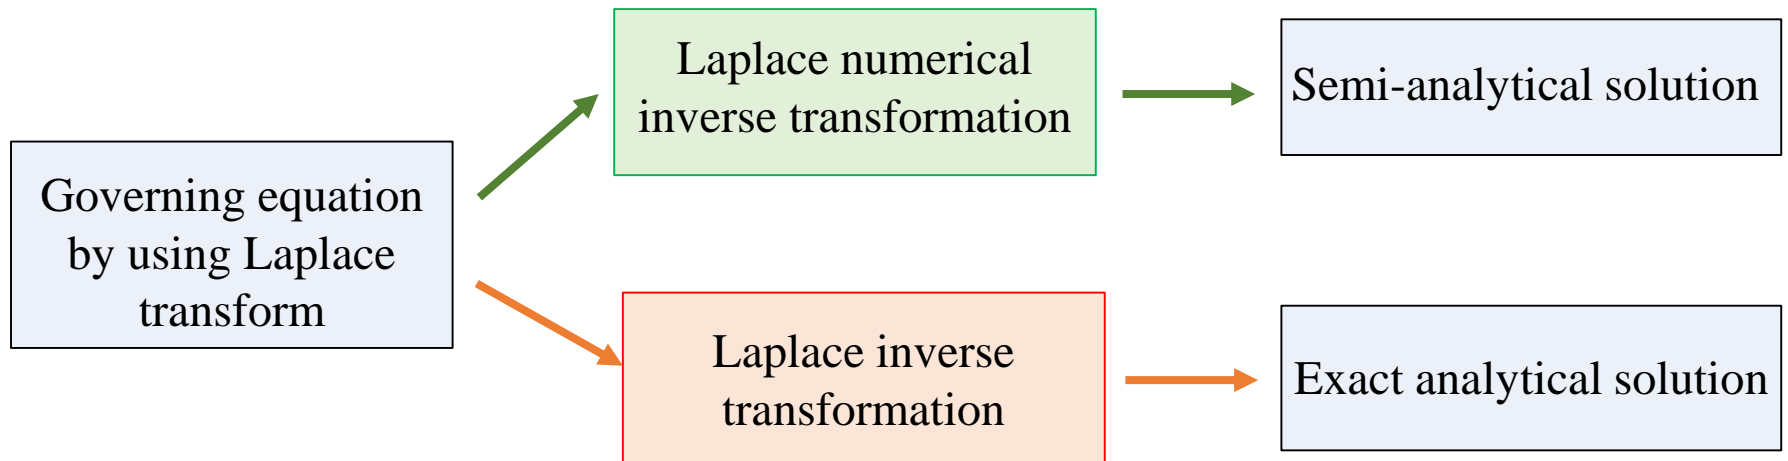 Governing equation
by using Laplace
transform
Laplace numerical
inverse transformation
Semi-analytical solution
Laplace inverse
transformation
Exact analytical solution